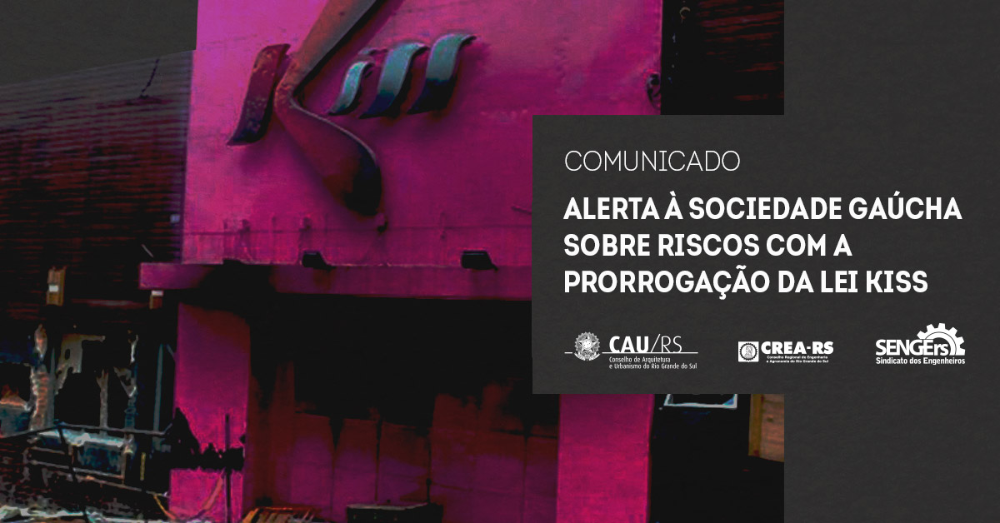 Kiss
COMUNICADO
ALERTA À SOCIEDADE GAÚCHA
SOBRE RISCOS COM A
PRORROGAÇÃO DA LEI KISS
CAU/RS
Conselho de Arquitetura
e Urbanismo do Rio Grande do Sul
CREA-RS
Conselho Regional de Engenharia
e Agronomia do Rio Grande do Sul
SENGErs
Sindicato dos Engenheiros